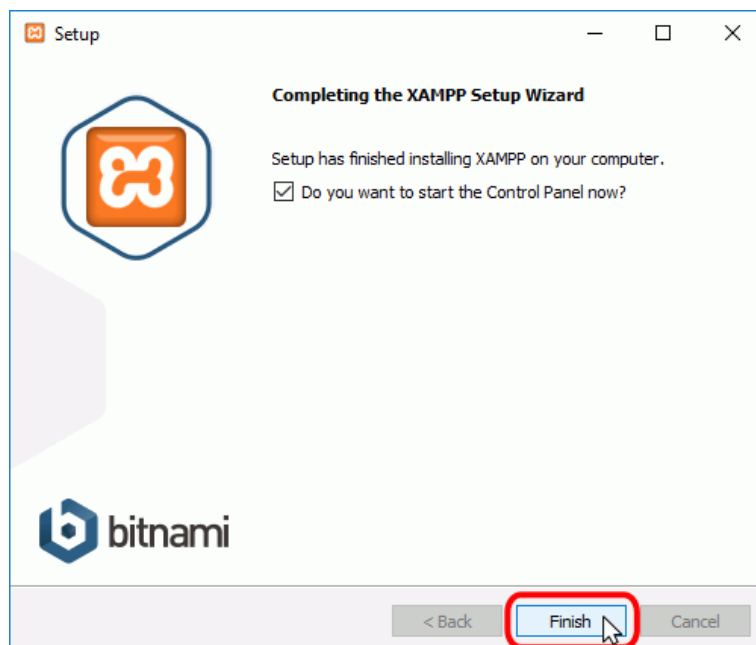 Setup
Completing the XAMPP Setup Wizard
Setup has finished installing XAMPP on your computer.
Do you want to start the Control Panel now?
bitnami
< Back
Finish
Cancel